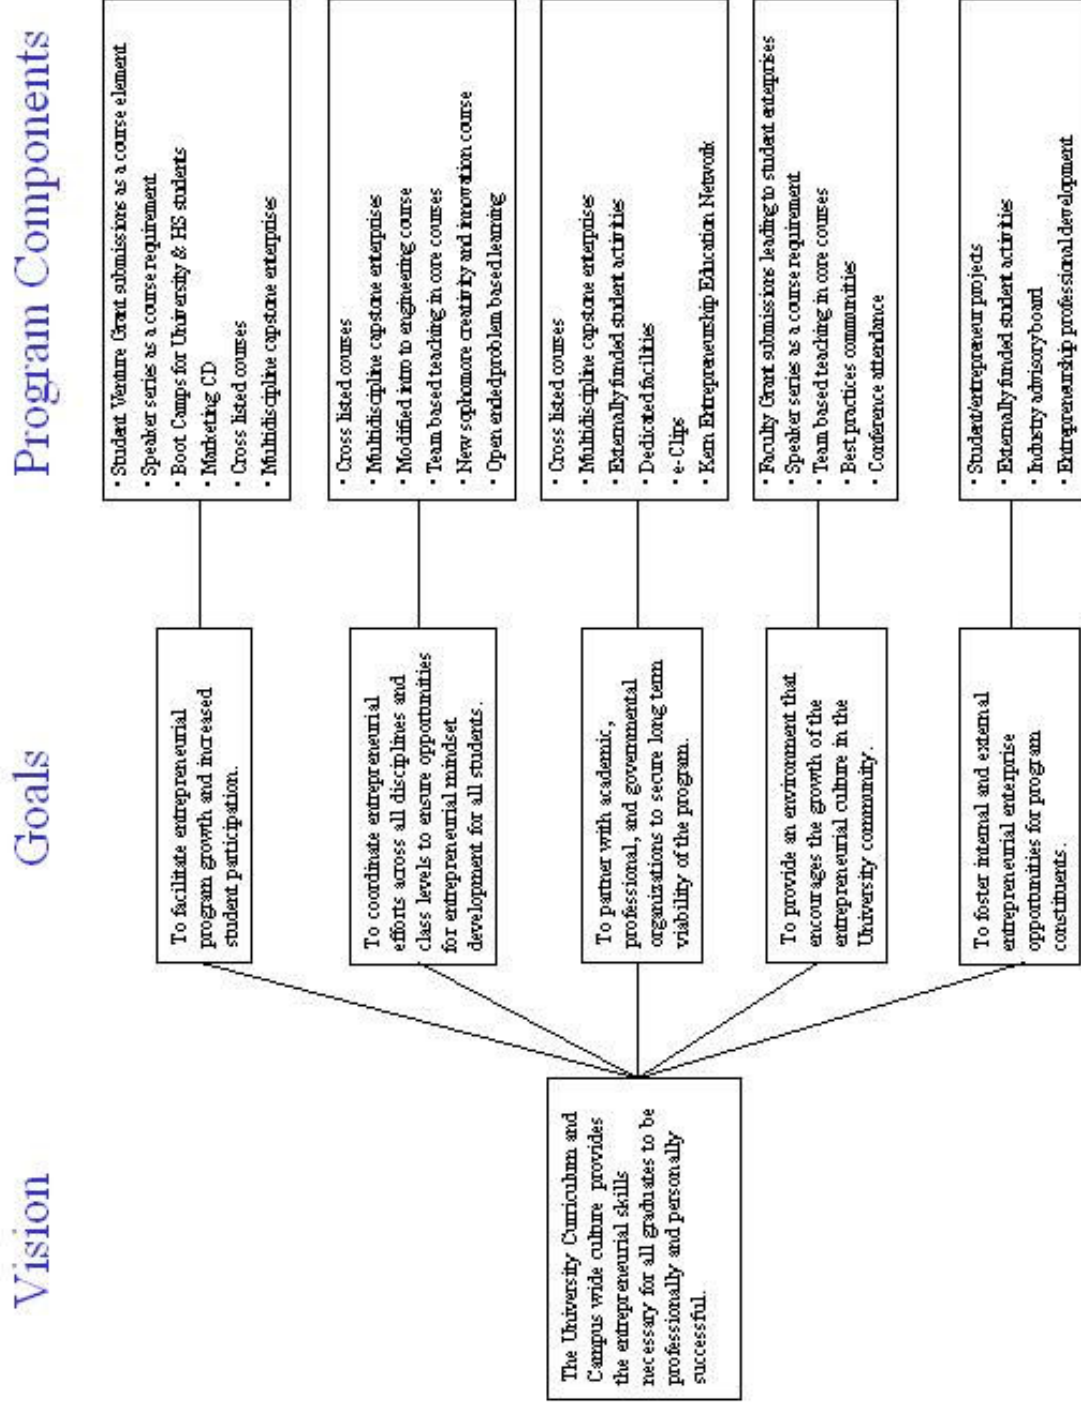 Vision
Goals
Program Components
The University Curriculum and
Campus wide culture provides
the entrepreneurial skills
necessary for all graduates to be
professionally and personally
successful.
To facilitate entrepreneurial
program growth and increased
student participation.
• Student Venture Grant submissions as a course element
• Speaker series as a course requirement
• Boot Camps for University & HS students
• Marketing CD
• Cross listed courses
• Multidiscipline capstone enterprises
To coordinate entrepreneurial
efforts across all disciplines and
class levels to ensure opportunities
for entrepreneurial mindset
development for all students.
• Cross listed courses
• Multidiscipline capstone enterprises
• Modified intro to engineering course
• Team based teaching in core courses
• New sophomore creativity and innovation course
• Open ended problem based learning
To partner with academic,
professional, and governmental
organizations to secure long term
viability of the program.
• Cross listed courses
• Multidiscipline capstone enterprises
• Externally funded student activities
• Dedicated facilities
• e-Clips
• Kern Entrepreneurship Education Network
To provide an environment that
encourages the growth of the
entrepreneurial culture in the
University community.
• Faculty Grant submissions leading to student enterprises
• Speaker series as a course requirement
• Team based teaching in core courses
• Best practices communities
• Conference attendance
To foster internal and external
entrepreneurial enterprise
opportunities for program
constituents.
• Student/entrepreneur projects
• Externally funded student activities
• Industry advisory board
• Entrepreneurship professional development